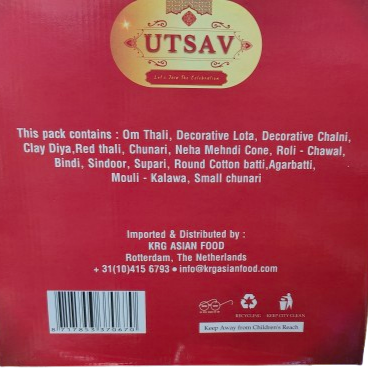 UTSAV
Let's Join The Celebration
This pack contains : Om Thali, Decorative Lota, Decorative Chalni,
Clay Diya,Red thali, Chunari, Neha Mehndi Cone, Roli - Chawal,
Bindi, Sindoor, Supari, Round Cotton batti,Agarbatti,
Mouli - Kalawa, Small chunari
Imported & Distributed by :
KRG ASIAN FOOD
Rotterdam, The Netherlands
+ 31(10)415 6793 • info@krgasianfood.com
RECYCLING KEEP CITY CLEAN
Keep Away from Children's Reach
8 717853 370670